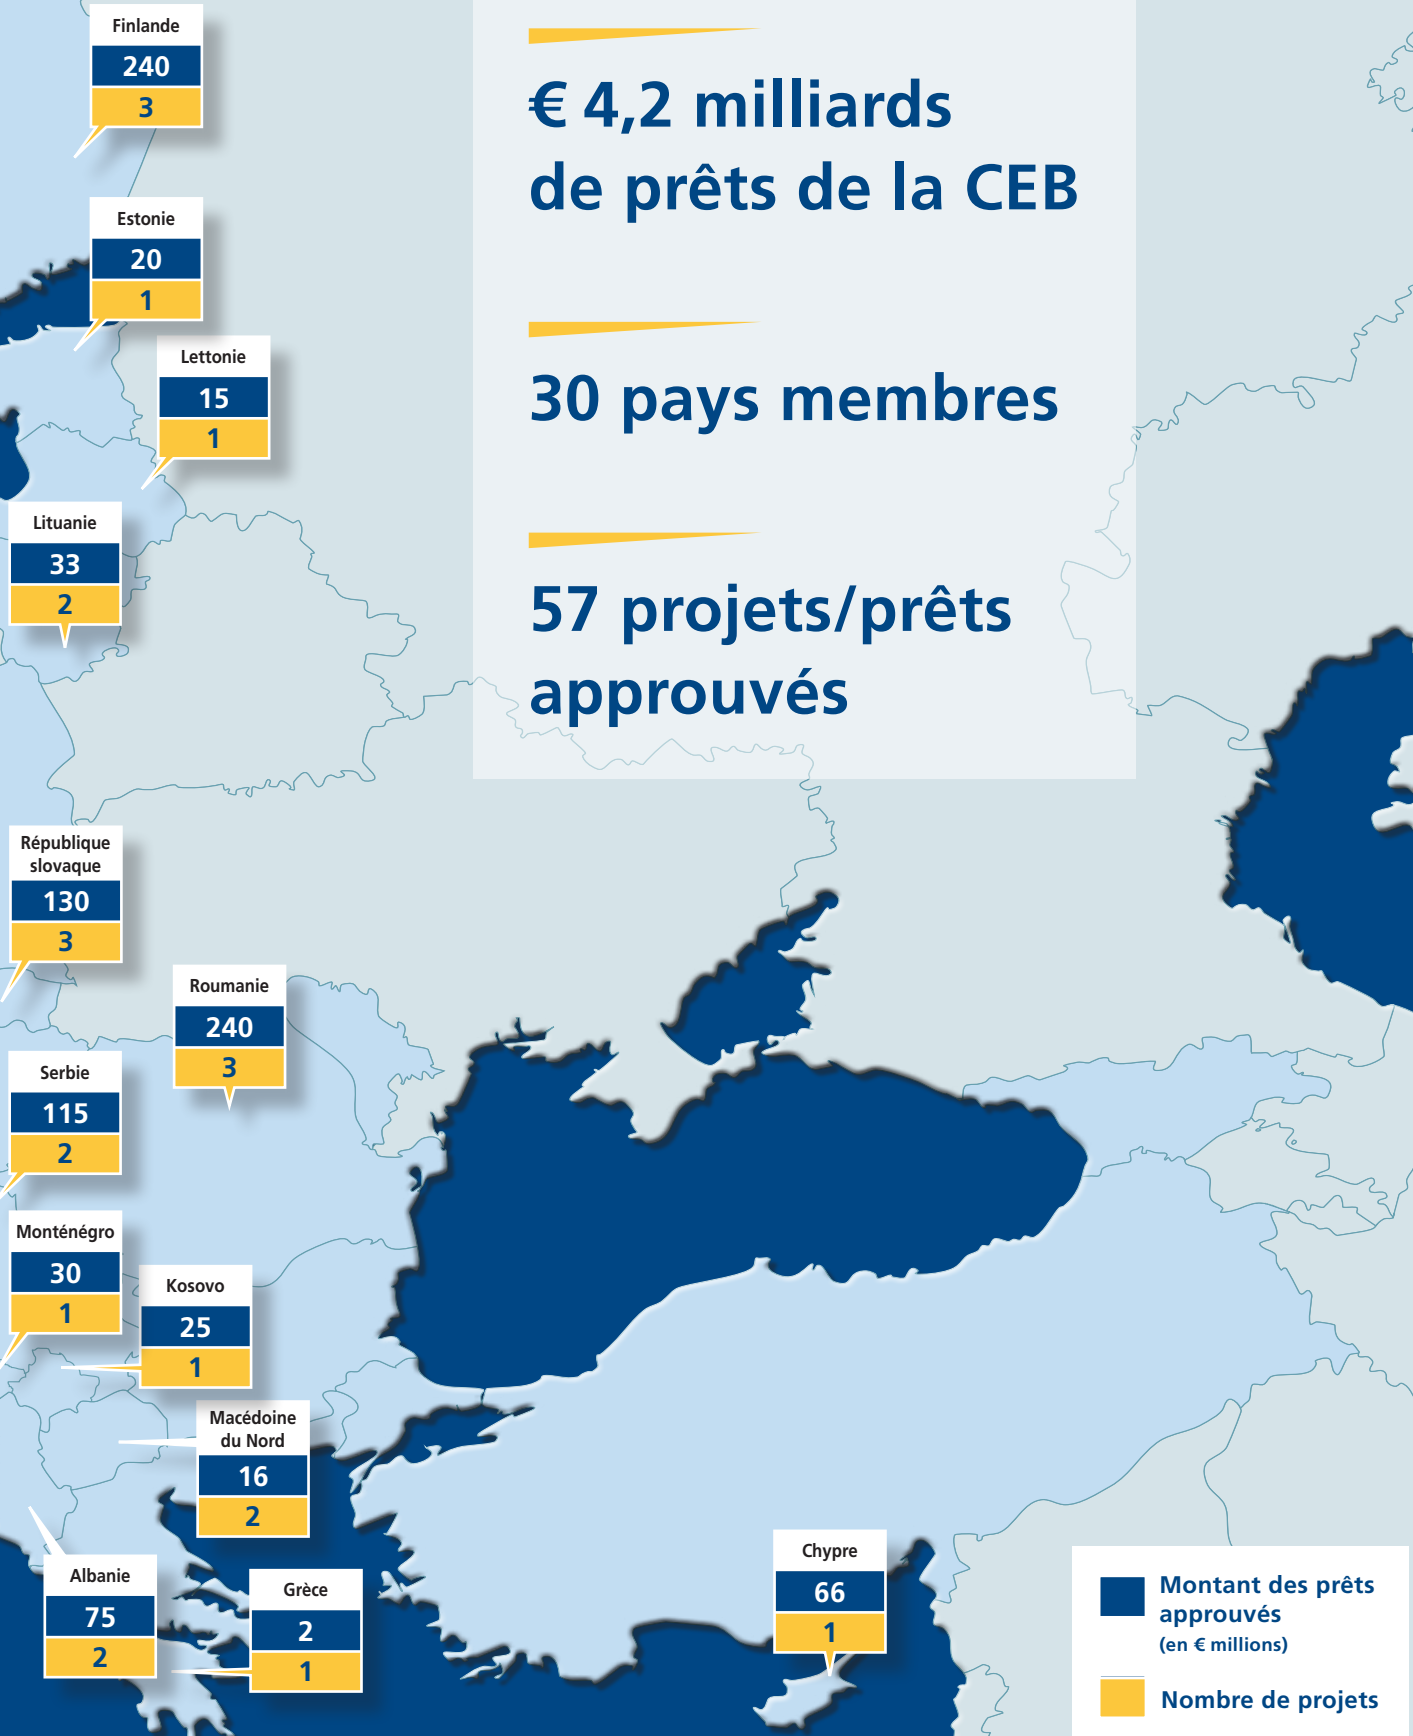 € 4,2 milliards
de prêts de la CEB
30 pays membres
57 projets/prêts
approuvés
Finlande
240
3
Estonie
20
1
Lettonie
15
1
Lituanie
33
2
République
slovaque
130
3
Roumanie
240
3
Serbie
115
2
Monténégro
30
1
Kosovo
25
1
Macédoine
du Nord
16
2
Albanie
75
2
Grèce
2
1
Chypre
66
1
Montant des prêts
approuvés
(en € millions)
Nombre de projets